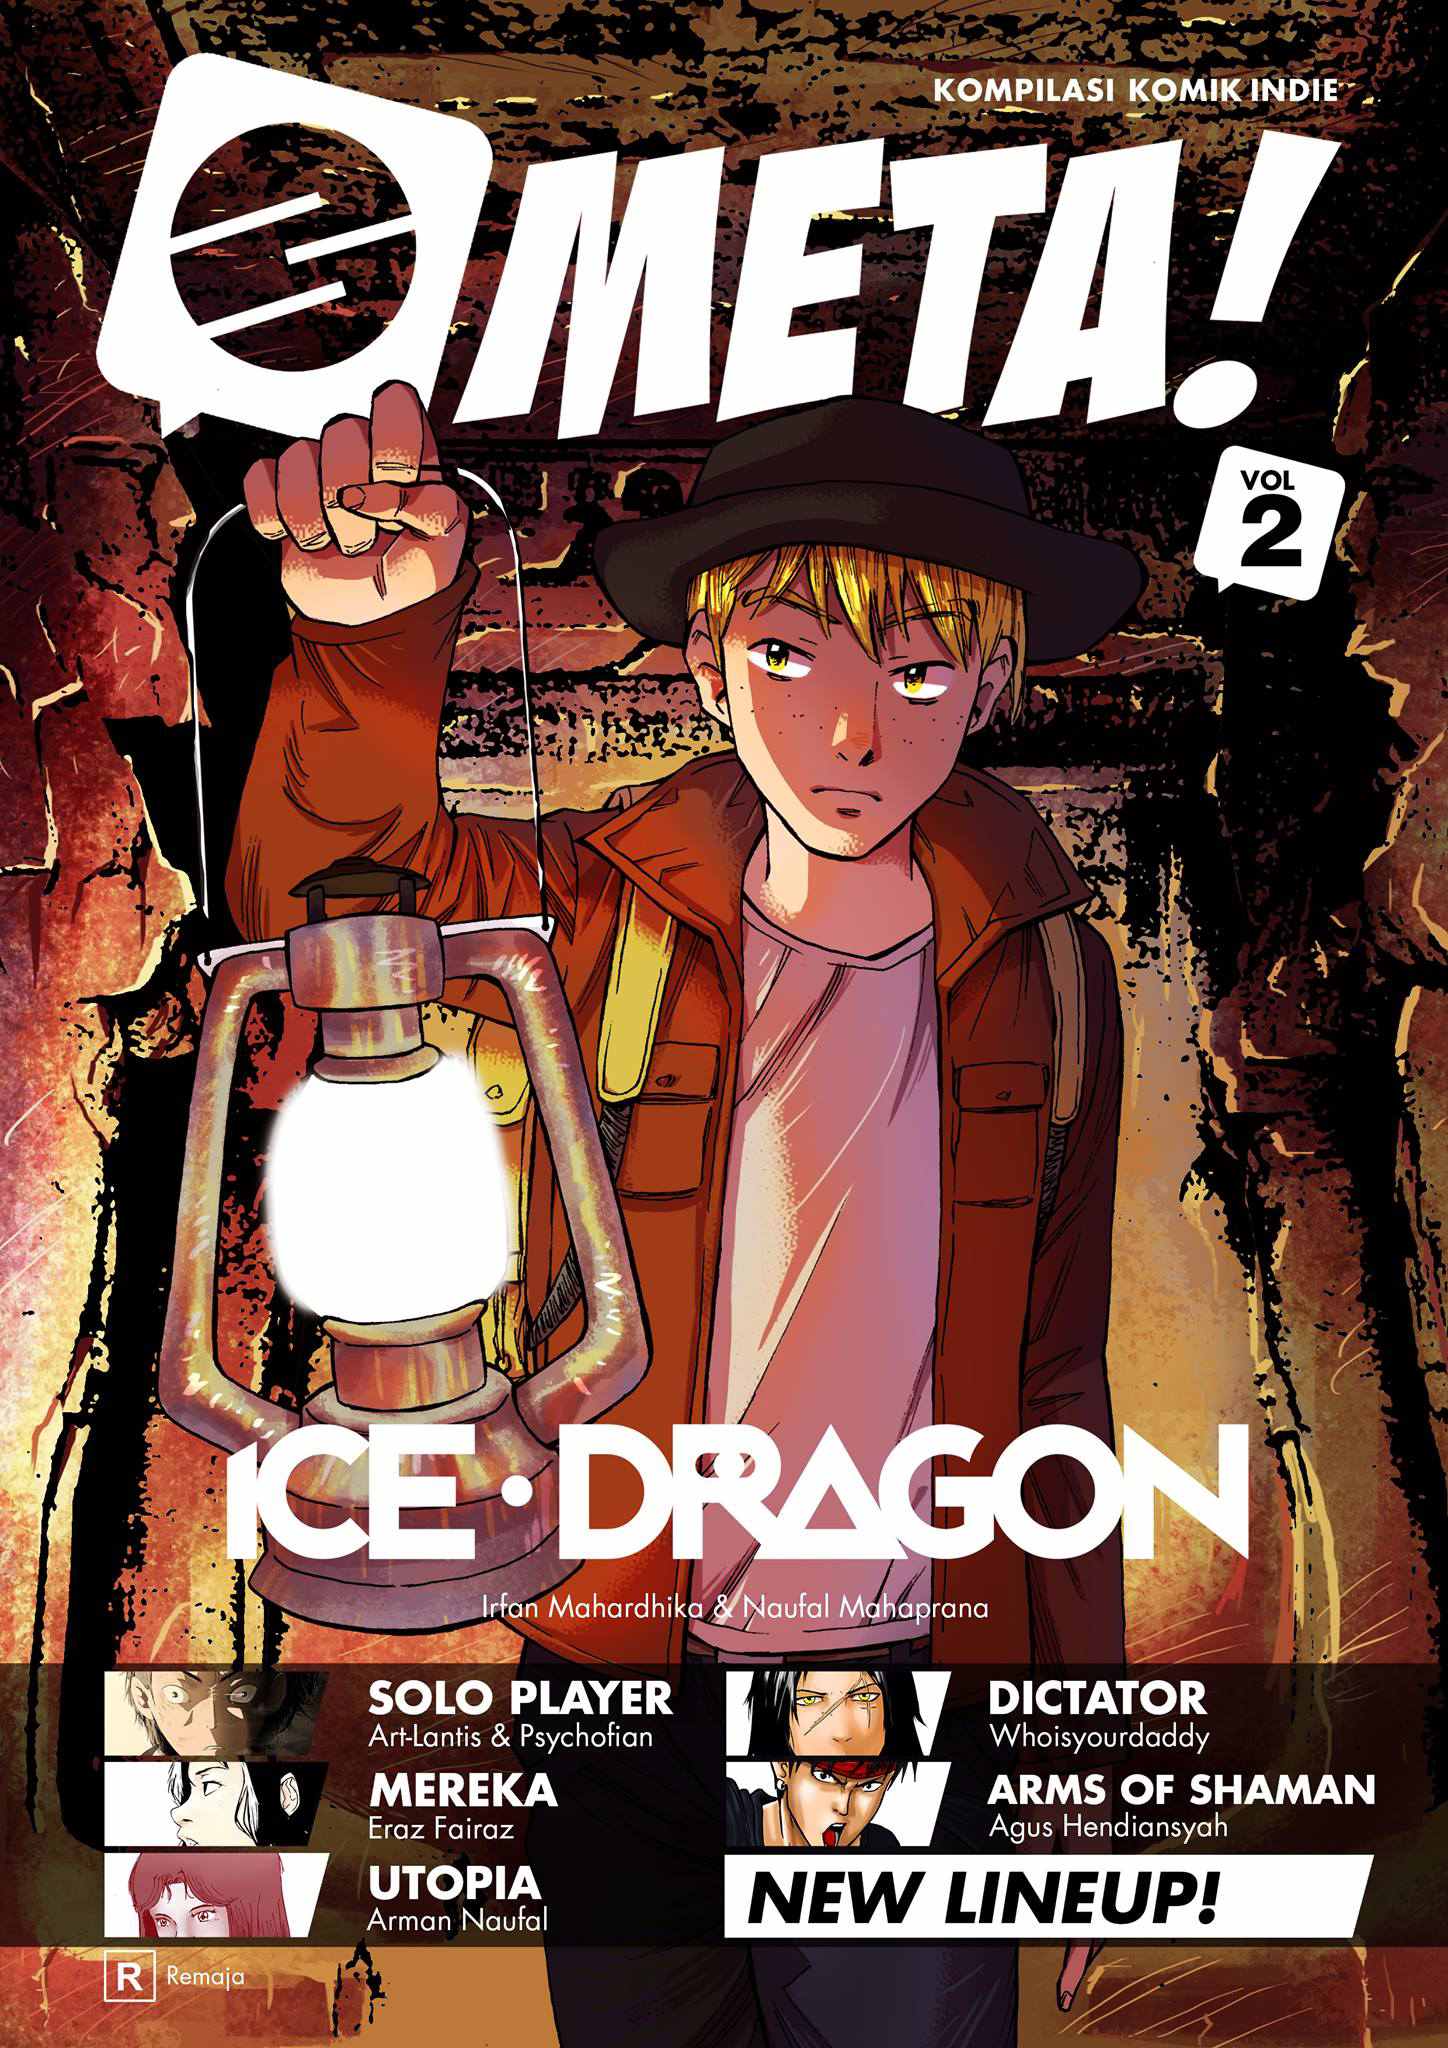 KOMPILASI KOMIK INDIE
META!
VOL
2
ICE · DRAGON
Irfan Mahardhika & Naufal Mahaprana
SOLO PLAYER
Art-Lantis & Psychofian
MEREKA
Eraz Fairaz
UTOPIA
Arman Naufal
DICTATOR
Whoisyourdaddy
ARMS OF SHAMAN
Agus Hendiansyah
NEW LINEUP!
R Remaja